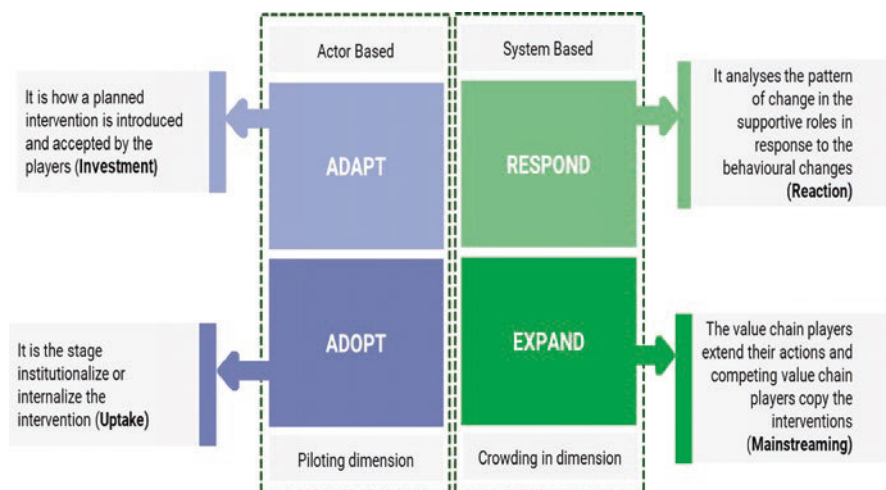 Actor Based
System Based
It is how a planned
intervention is introduced
and accepted by the
players (Investment)
ADAPT
RESPOND
It analyses the pattern
of change in the
supportive roles in
response to the
behavioural changes
(Reaction)
It is the stage
institutionalize or
internalize the
intervention (Uptake)
ADOPT
EXPAND
The value chain players
extend their actions and
competing value chain
players copy the
interventions
(Mainstreaming)
Piloting dimension
Crowding in dimension